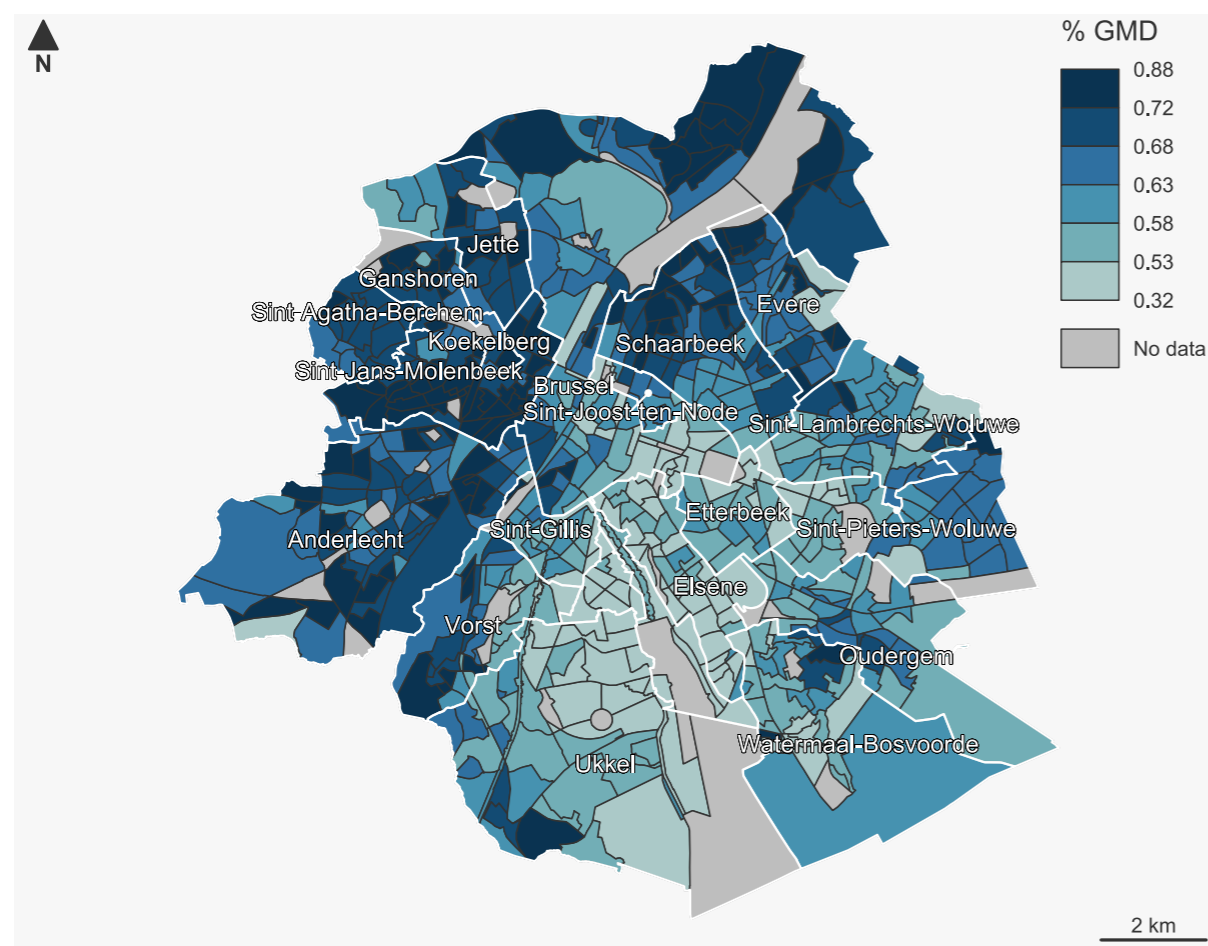 N
% GMD
0.88
0.72
0.68
0.63
0.58
0.53
0.32
No data
Jette
Ganshoren
Sint-Agatha-Berchem
Evere
Koekelberg
Schaarbeek
Sint-Jans-Molenbeek
Brussel
Sint-Joost-ten-Node
Sint-Lambrechts-Woluwe
Etterbeek
Sint-Gillis
Sint-Pieters-Woluwe
Anderlecht
Elsene
Vorst
Oudergem
Watermaal-Bosvoorde
Ukkel
2 km